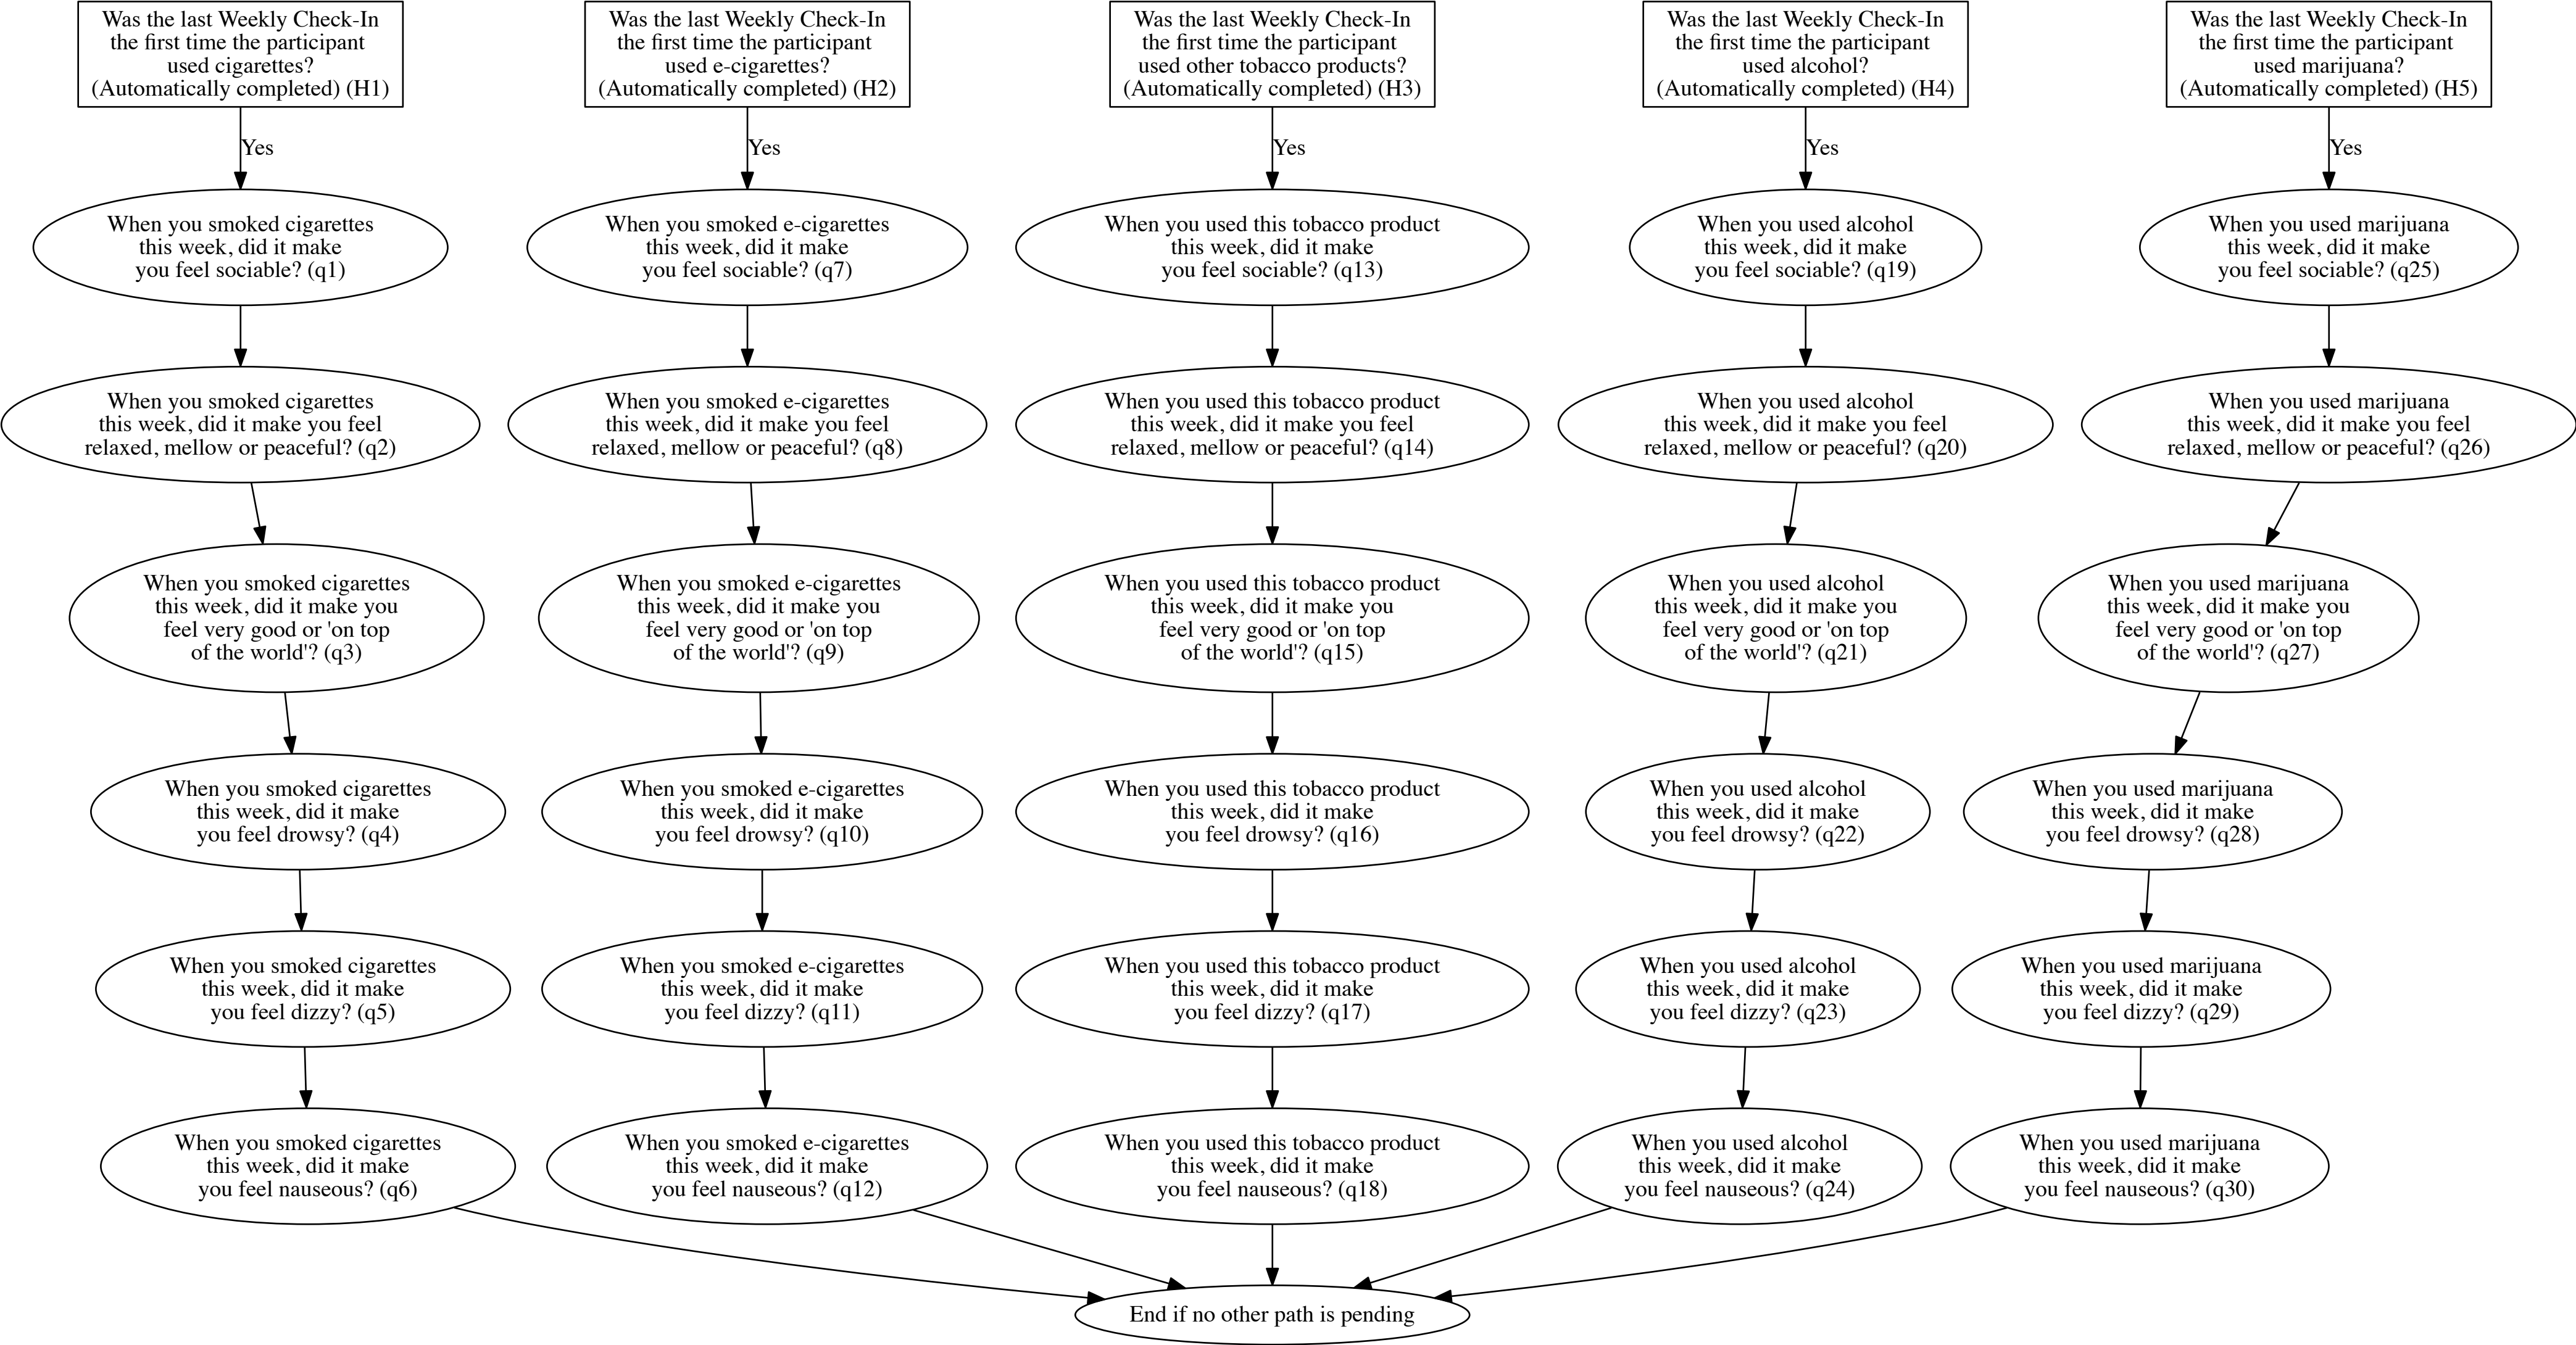 Was the last Weekly Check-In
the first time the participant
used cigarettes?
(Automatically completed) (H1)
Yes
When you smoked cigarettes
this week, did it make
you feel sociable? (q1)
When you smoked cigarettes
this week, did it make you feel
relaxed, mellow or peaceful? (q2)
When you smoked cigarettes
this week, did it make you
feel very good or 'on top
of the world'? (q3)
When you smoked cigarettes
this week, did it make
you feel drowsy? (q4)
When you smoked cigarettes
this week, did it make
you feel dizzy? (q5)
When you smoked cigarettes
this week, did it make
you feel nauseous? (q6)
Was the last Weekly Check-In
the first time the participant
used e-cigarettes?
(Automatically completed) (H2)
Yes
When you smoked e-cigarettes
this week, did it make
you feel sociable? (q7)
When you smoked e-cigarettes
this week, did it make you feel
relaxed, mellow or peaceful? (q8)
When you smoked e-cigarettes
this week, did it make you
feel very good or 'on top
of the world'? (q9)
When you smoked e-cigarettes
this week, did it make
you feel drowsy? (q10)
When you smoked e-cigarettes
this week, did it make
you feel dizzy? (q11)
When you smoked e-cigarettes
this week, did it make
you feel nauseous? (q12)
Was the last Weekly Check-In
the first time the participant
used other tobacco products?
(Automatically completed) (H3)
Yes
When you used this tobacco product
this week, did it make
you feel sociable? (q13)
When you used this tobacco product
this week, did it make you feel
relaxed, mellow or peaceful? (q14)
When you used this tobacco product
this week, did it make you
feel very good or 'on top
of the world'? (q15)
When you used this tobacco product
this week, did it make
you feel drowsy? (q16)
When you used this tobacco product
this week, did it make
you feel dizzy? (q17)
When you used this tobacco product
this week, did it make
you feel nauseous? (q18)
Was the last Weekly Check-In
the first time the participant
used alcohol?
(Automatically completed) (H4)
Yes
When you used alcohol
this week, did it make
you feel sociable? (q19)
When you used alcohol
this week, did it make you feel
relaxed, mellow or peaceful? (q20)
When you used alcohol
this week, did it make you
feel very good or 'on top
of the world'? (q21)
When you used alcohol
this week, did it make
you feel drowsy? (q22)
When you used alcohol
this week, did it make
you feel dizzy? (q23)
When you used alcohol
this week, did it make
you feel nauseous? (q24)
Was the last Weekly Check-In
the first time the participant
used marijuana?
(Automatically completed) (H5)
Yes
When you used marijuana
this week, did it make
you feel sociable? (q25)
When you used marijuana
this week, did it make you feel
relaxed, mellow or peaceful? (q26)
When you used marijuana
this week, did it make you
feel very good or 'on top
of the world'? (q27)
When you used marijuana
this week, did it make
you feel drowsy? (q28)
When you used marijuana
this week, did it make
you feel dizzy? (q29)
When you used marijuana
this week, did it make
you feel nauseous? (q30)
End if no other path is pending